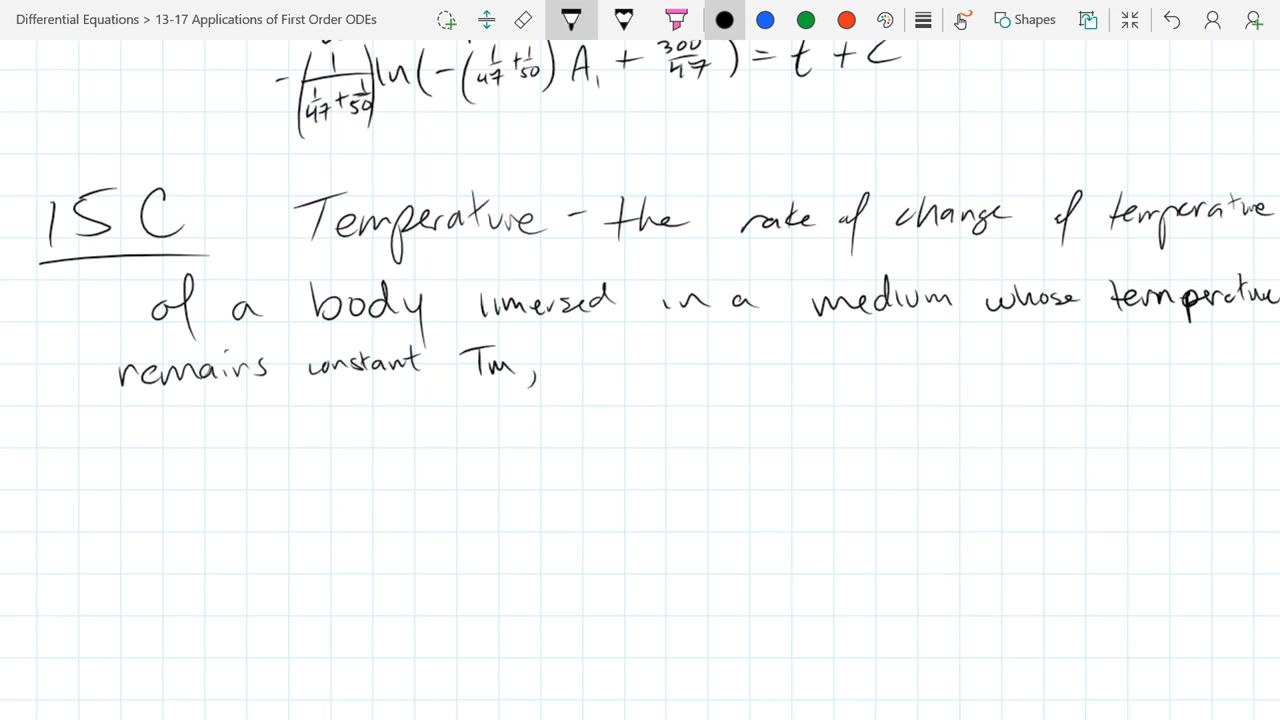 Differential Equations > 13-17 Applications of First Order ODEs
Shapes
-(1/(1/47 + 1/50)) ln(-(1/47 + 1/50) A₁ + 300/47) = t + C
15C Temperature - the rate of change of temperature
of a body immersed in a medium whose temperature
remains constant Tm,